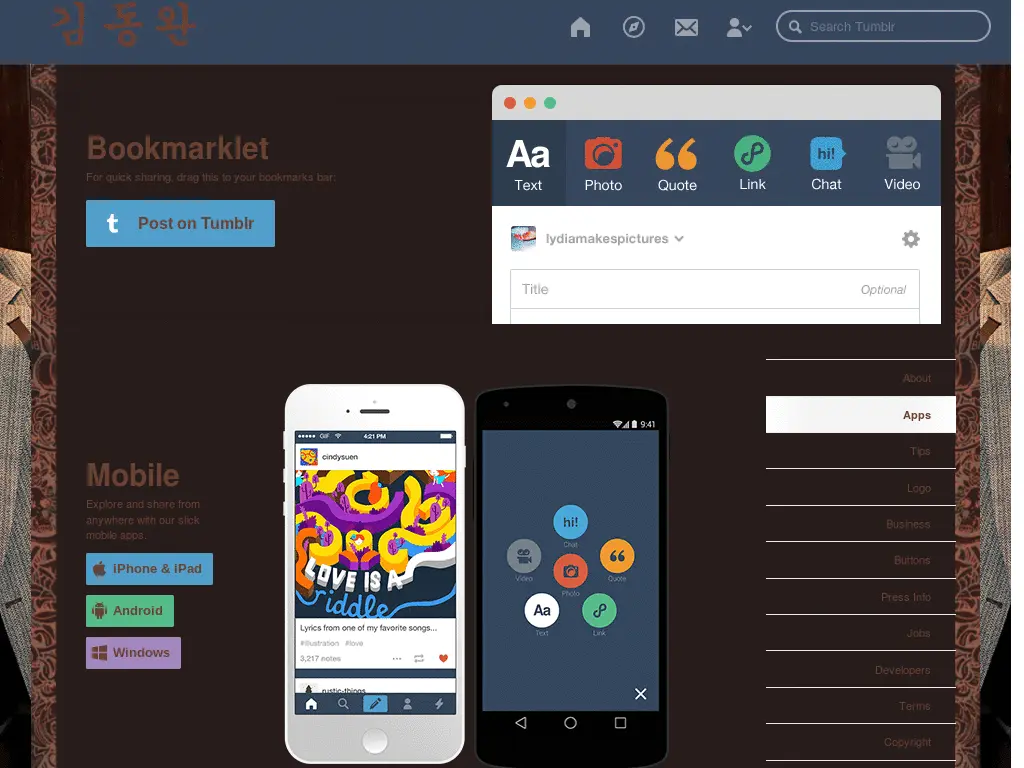 김동완
Search Tumblr
Bookmarklet
For quick sharing, drag this to your bookmarks bar:
t Post on Tumblr
Aa
Text
Photo
Quote
Link
hi!
Chat
Video
lydiamakespictures
Title
Optional
Mobile
Explore and share from
anywhere with our slick
mobile apps.
iPhone & iPad
Android
Windows
GIF
4:21 PM
cindysuen
LOVE IS A
riddle
Lyrics from one of my favorite songs...
#illustration #love
3,217 notes
rustic-things
9:41
hi!
Chat
Video
Quote
Photo
Aa
Text
Link
About
Apps
Tips
Logo
Business
Buttons
Press Info
Jobs
Developers
Terms
Copyright